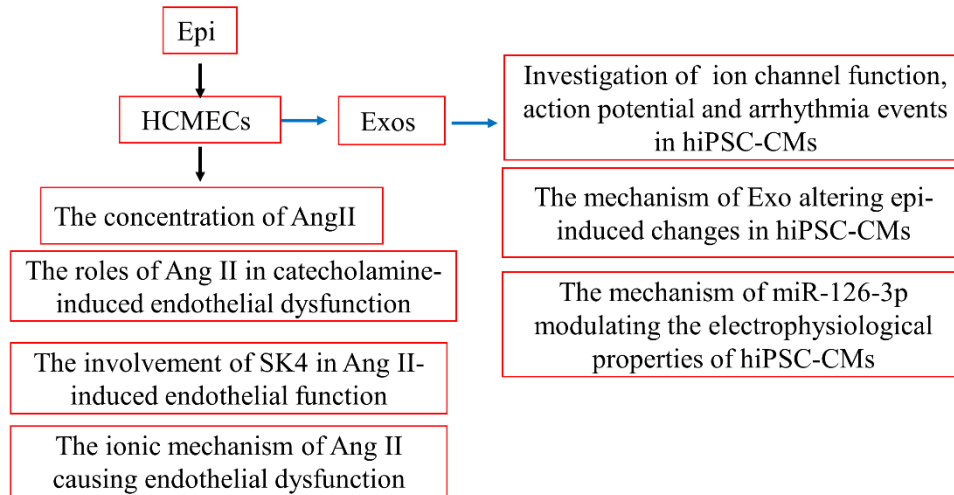 Epi
HCMECs
Exos
The concentration of AngII
The roles of Ang II in catecholamine-
induced endothelial dysfunction
The involvement of SK4 in Ang II-
induced endothelial function
The ionic mechanism of Ang II
causing endothelial dysfunction
Investigation of ion channel function,
action potential and arrhythmia events
in hiPSC-CMs
The mechanism of Exo altering epi-
induced changes in hiPSC-CMs
The mechanism of miR-126-3p
modulating the electrophysiological
properties of hiPSC-CMs